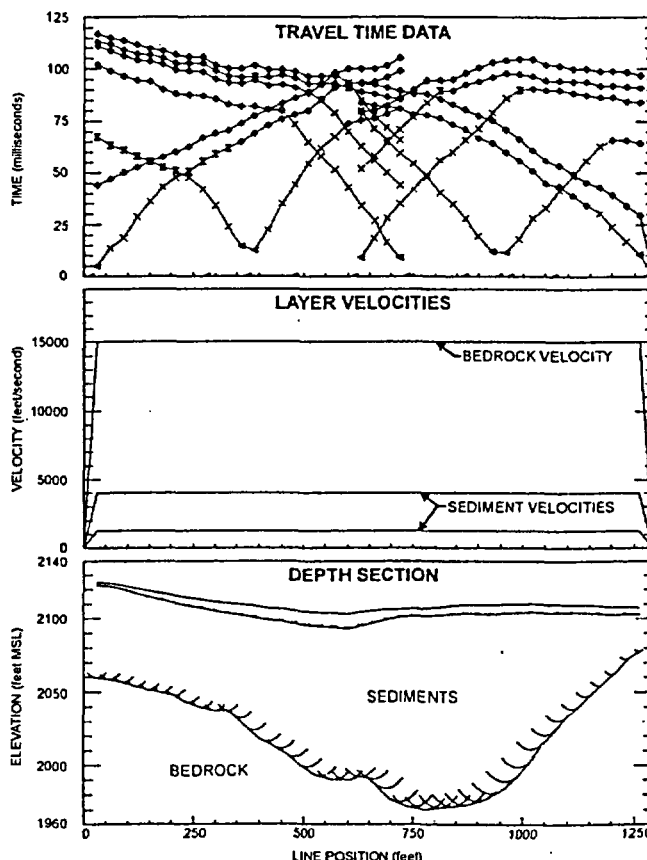 TRAVEL TIME DATA
TIME (milliseconds)
125
100
75
50
25
0
LAYER VELOCITIES
VELOCITY (feet/second)
15000
10000
5000
0
BEDROCK VELOCITY
SEDIMENT VELOCITIES
DEPTH SECTION
ELEVATION (feet MSL)
2140
2100
2050
2000
1960
SEDIMENTS
BEDROCK
0
250
500
750
1000
1250
LINE POSITION (feet)